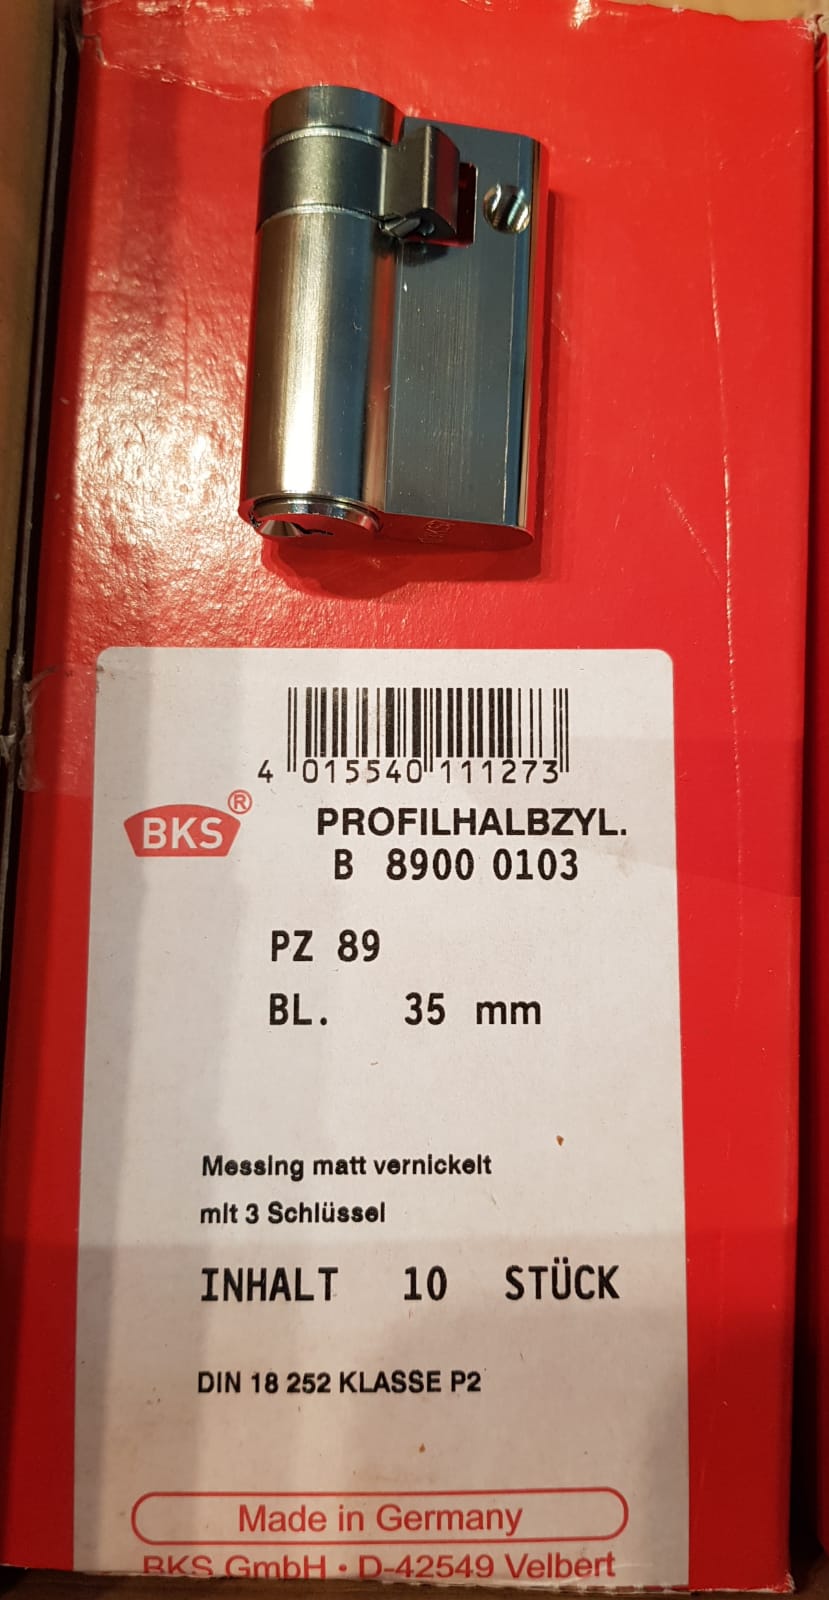 4 015540 111273
BKS®
PROFILHALBZYL.
B 8900 0103
PZ 89
BL. 35 mm
Messing matt vernickelt
mit 3 Schlüssel
INHALT 10 STÜCK
DIN 18 252 KLASSE P2
Made in Germany
BKS GmbH • D-42549 Velbert